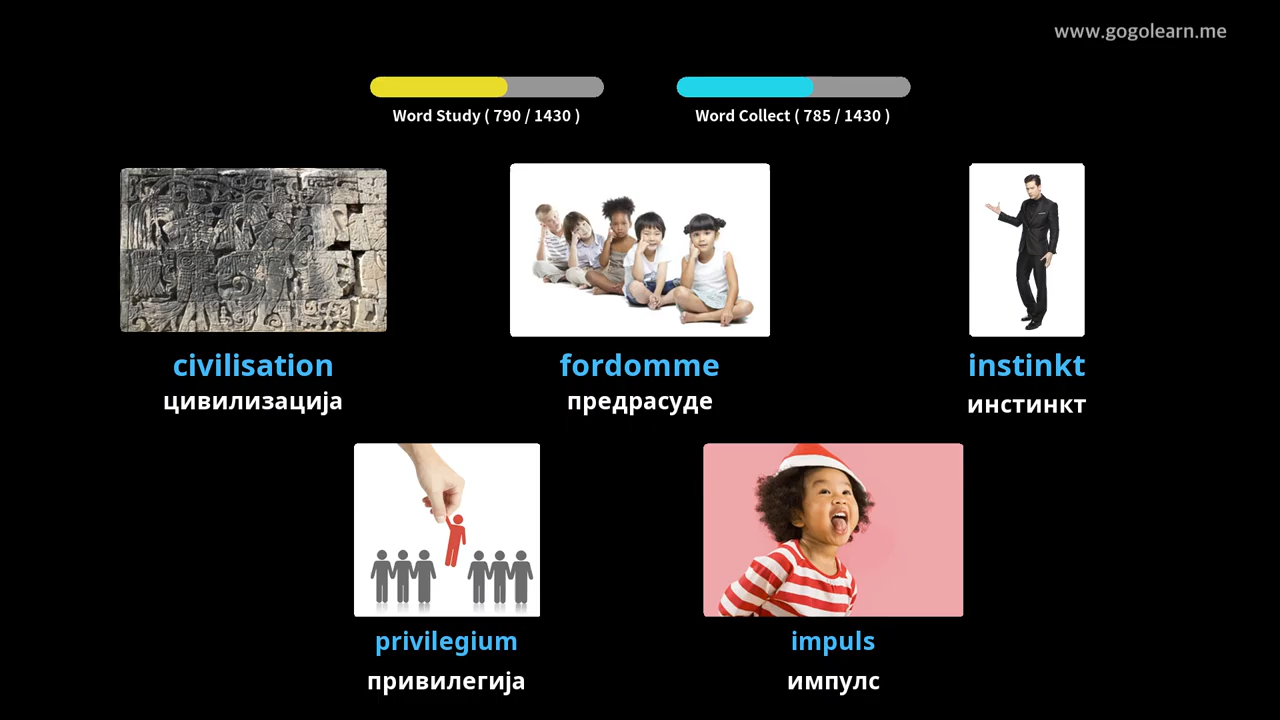 www.gogolearn.me
Word Study ( 790 / 1430 )
Word Collect ( 785 / 1430 )
civilisation
цивилизација
fordomme
предрасуде
instinkt
инстинкт
privilegium
привилегија
impuls
импулс